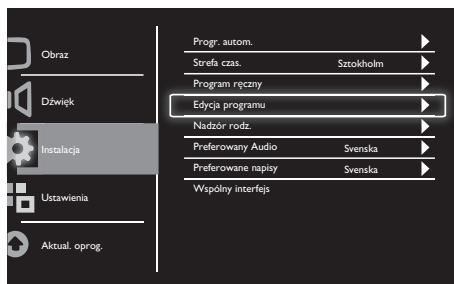 Obraz
Dźwięk
Instalacja
Ustawienia
Aktual. oprog.
Progr. autom.
Strefa czas. Sztokholm
Program ręczny
Edycja programu
Nadzór rodz.
Preferowany Audio Svenska
Preferowane napisy Svenska
Wspólny interfejs